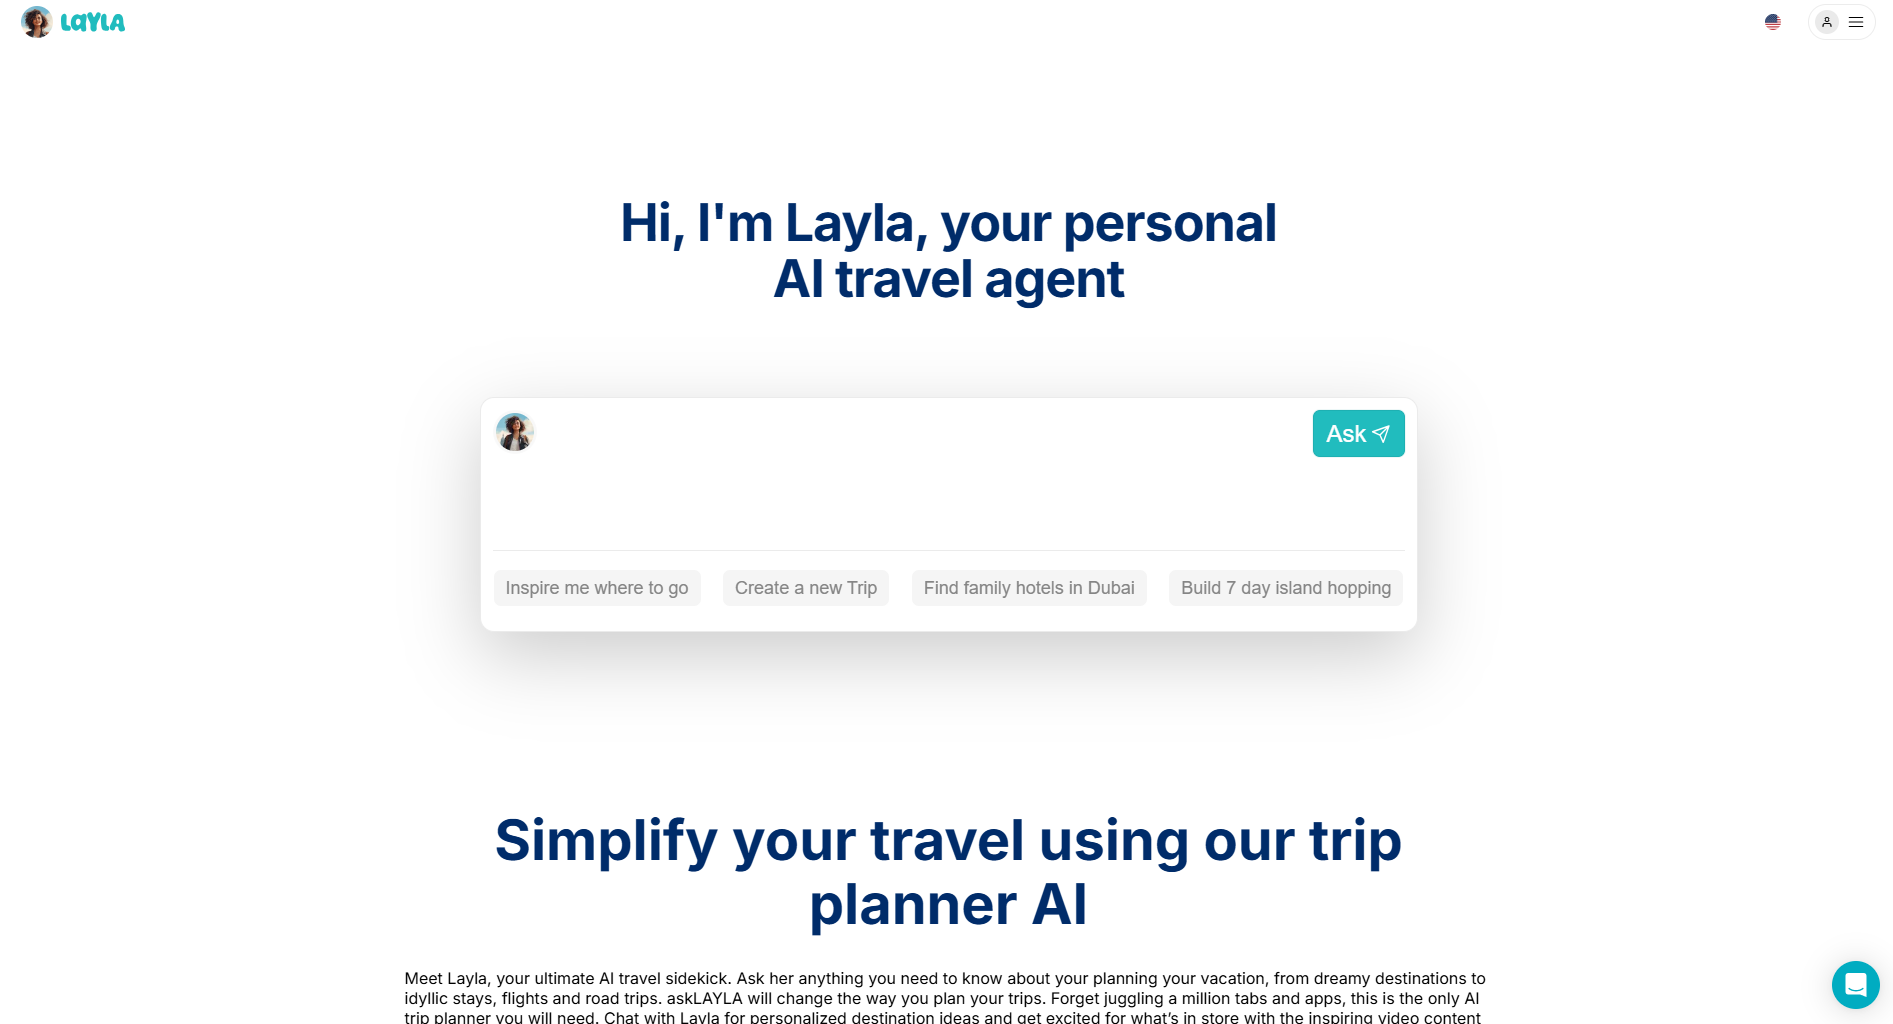 LAYLA
Hi, I'm Layla, your personal
AI travel agent
Ask
Inspire me where to go
Create a new Trip
Find family hotels in Dubai
Build 7 day island hopping
Simplify your travel using our trip
planner AI
Meet Layla, your ultimate AI travel sidekick. Ask her anything you need to know about your planning your vacation, from dreamy destinations to
idyllic stays, flights and road trips. askLAYLA will change the way you plan your trips. Forget juggling a million tabs and apps, this is the only AI
trip planner you will need. Chat with Layla for personalized destination ideas and get excited for what's in store with the inspiring video content